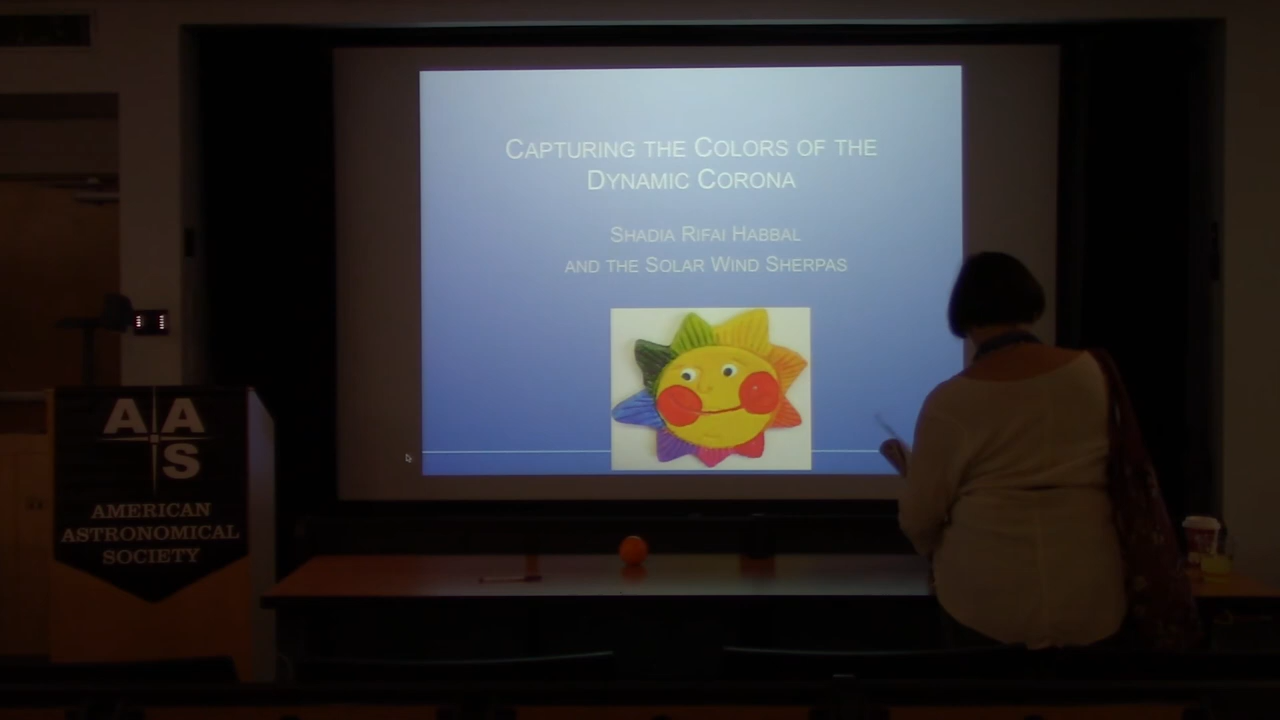 CAPTURING THE COLORS OF THE
DYNAMIC CORONA
SHADIA RIFAI HABBAL
AND THE SOLAR WIND SHERPAS
AAS
AMERICAN
ASTRONOMICAL
SOCIETY